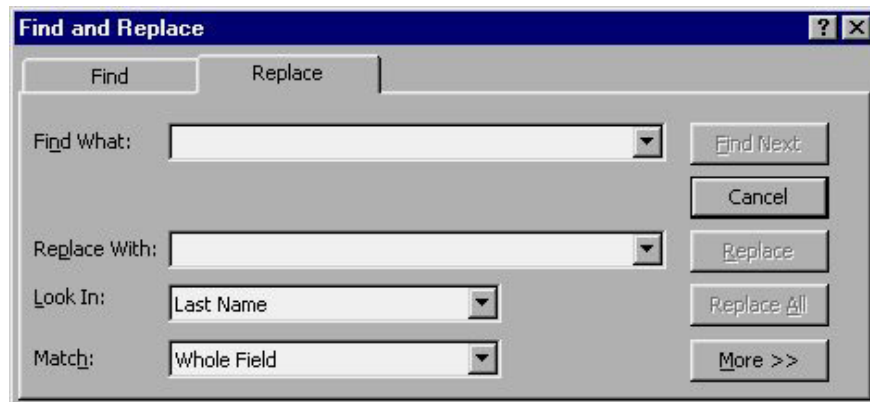 Find and Replace
Find
Replace
Find What:
Find Next
Cancel
Replace With:
Replace
Look In:
Last Name
Replace All
Match:
Whole Field
More >>